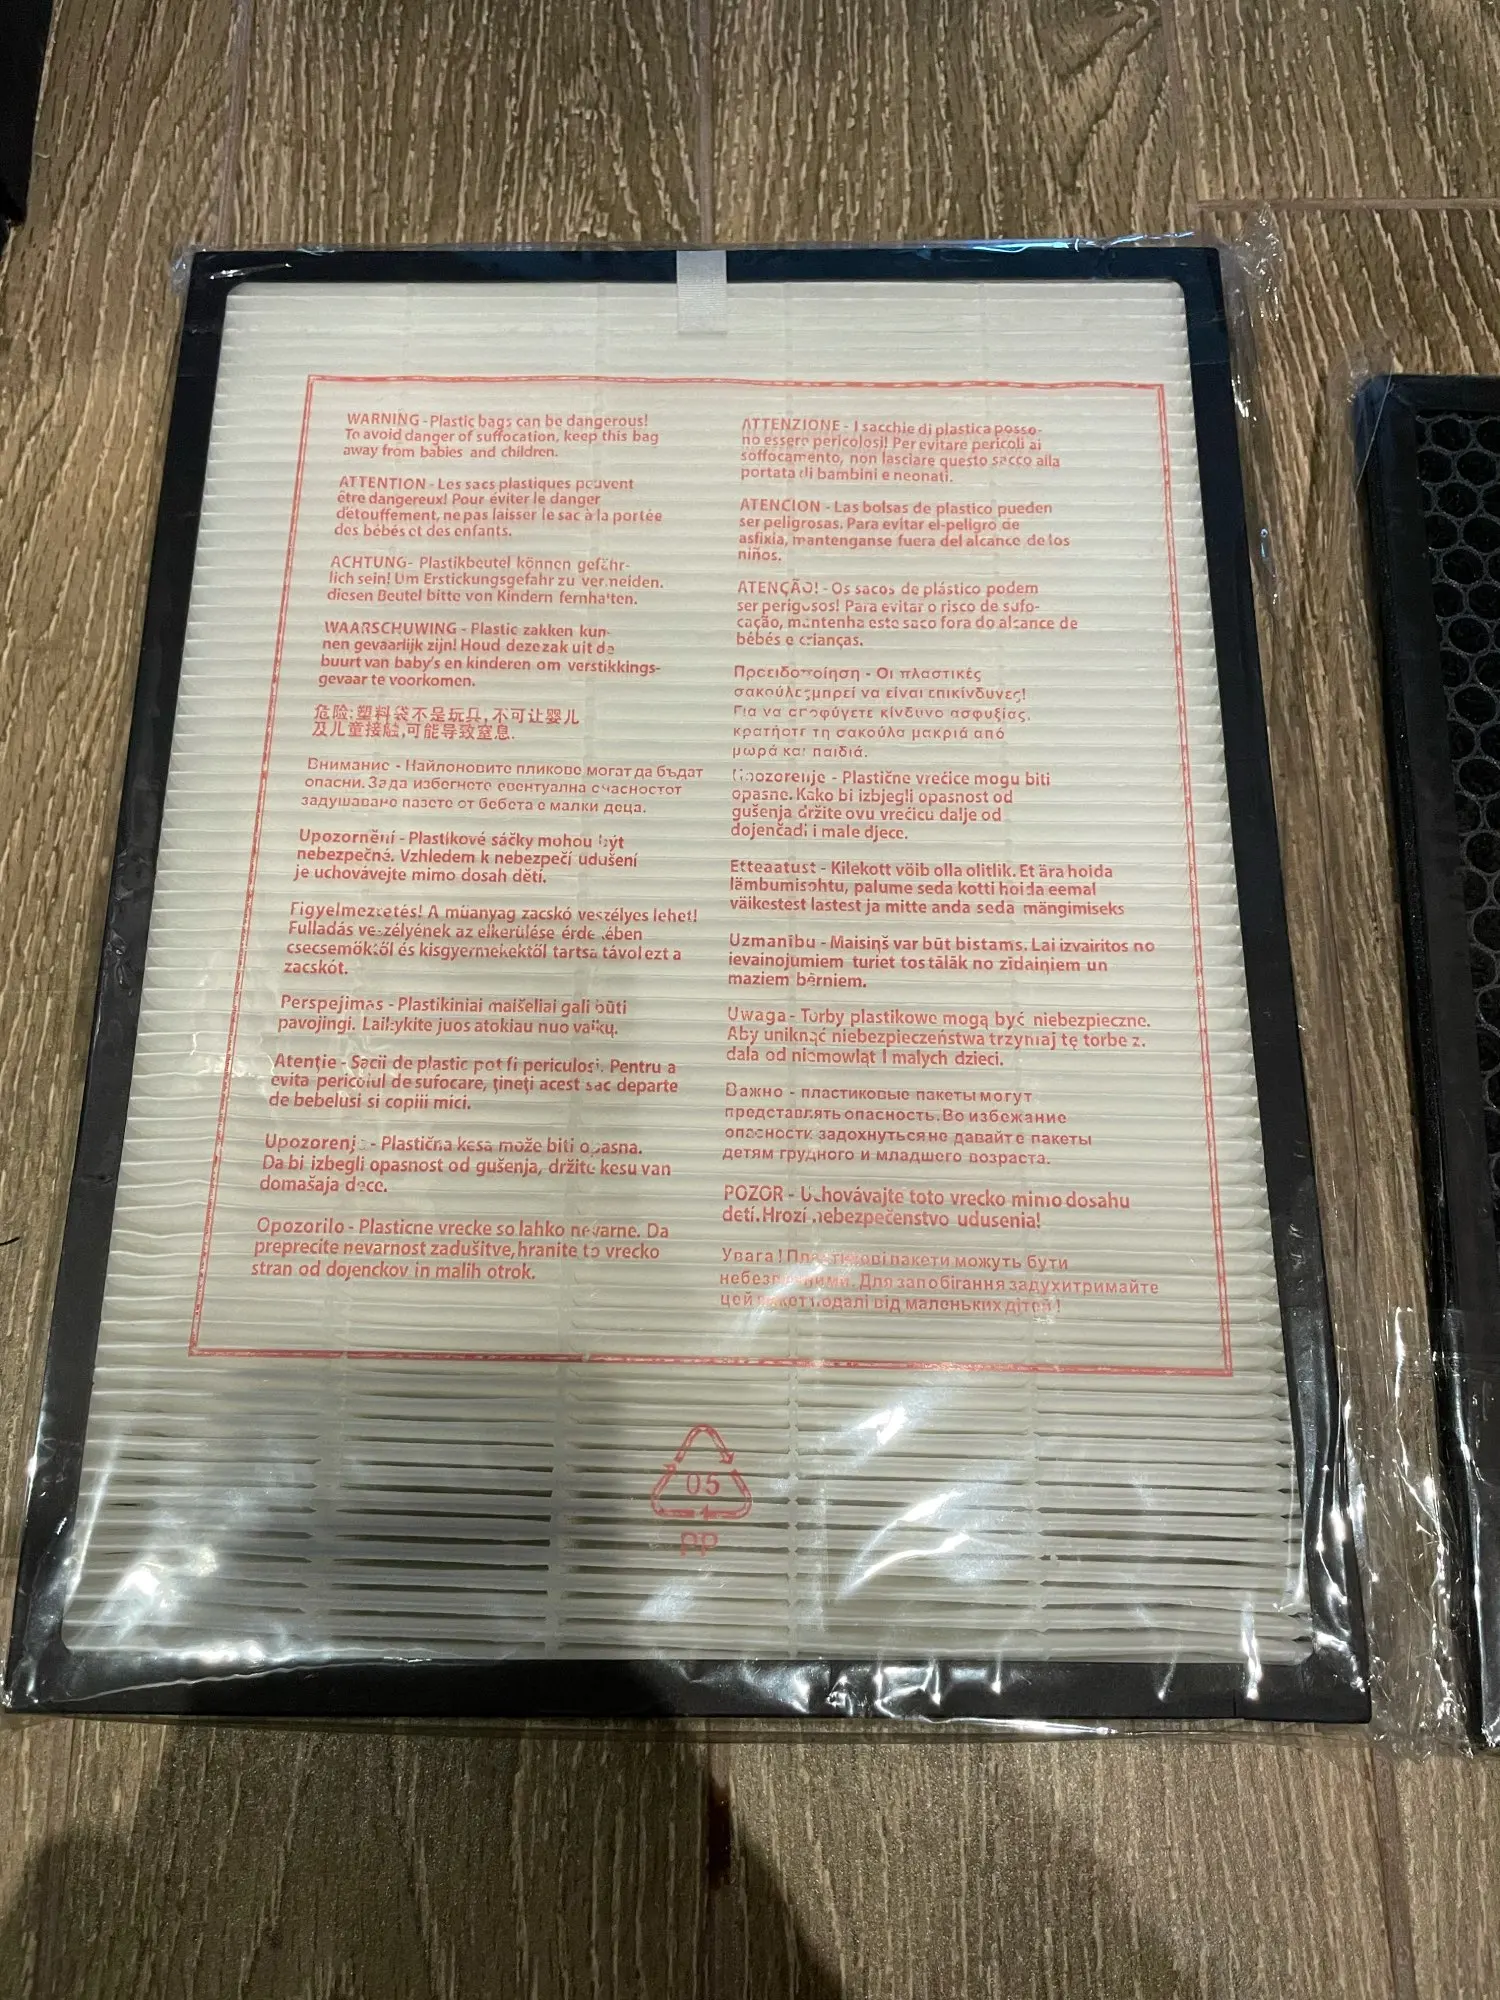 WARNING - Plastic bags can be dangerous!
To avoid danger of suffocation, keep this bag
away from babies and children.
ATTENTION - Les sacs plastiques peuvent
être dangereux! Pour éviter le danger
détouffement, ne pas laisser le sac à la portée
des bébés et des enfants.
ACHTUNG- Plastikbeutel können gefähr-
lich sein! Um Erstickungsgefahr zu vermeiden.
diesen Beutel bitte von Kindern fernhalten.
WAARSCHUWING - Plastic zakken kun-
nen gevaarlijk zijn! Houd deze zak uit de
buurt van baby's en kinderen om verstikkings-
gevaar te voorkomen.
危险:塑料袋不是玩具,不可让婴儿
及儿童接触,可能导致窒息.
Внимание - Найлоновите пликове могат да бъдат
опасни. За да избегнете евентуална опасностот
задушаване пазете от бебета с малки деца.
Upozornění - Plastikové sáčky mohou být
nebezpečné. Vzhledem k nebezpečí udušení
je uchovávejte mimo dosah dětí.
Figyelmeztetés! A műanyag zacskó veszélyes lehet!
Fulladás veszélyének az elkerülése érdekében
csecsemőktől és kisgyermekektől tartsa távol ezt a
zacskót.
Perspejimas - Plastikiniai maišeliai gali būti
pavojingi. Laikykite juos atokiau nuo vaikų.
Atenție - Sacii de plastic pot fi periculosi. Pentru a
evita pericolul de sufocare, țineți acest sac departe
de bebelusi si copiii mici.
Upozorenje - Plastična kesa može biti opasna.
Da bi izbegli opasnost od gušenja, držite kesu van
domašaja dece.
Opozorilo - Plasticne vrecke so lahko nevarne. Da
preprecite nevarnost zadušitve, hranite to vrecko
stran od dojenckov in malih otrok.
ATTENZIONE - I sacchie di plastica posso-
no essere pericolosi! Per evitare pericoli ai
soffocamento, non lasciare questo sacco alla
portata di bambini e neonati.
ATENCION - Las bolsas de plastico pueden
ser peligrosas. Para evitar el-peligro de
asfixia, mantenganse fuera del alcance de los
niños.
ATENÇÃO! - Os sacos de plástico podem
ser perigosos! Para evitar o risco de sufo-
cação, mantenha este saco fora do alcance de
bébés e crianças.
Προειδοποίηση - Οι πλαστικές
σακούλεςμπρεί να είναι επικίνδυνες!
Για να αποφύγετε κίνδυνο ασφυξίας,
κρατήστε τη σακούλα μακριά από
μωρά και παιδιά.
Upozorenje - Plastične vrećice mogu biti
opasne. Kako bi izbjegli opasnost od
gušenja držite ovu vrećicu dalje od
dojenčadi i male djece.
Etteaatust - Kilekott võib olla olitlik. Et ära hoida
lämbumisohtu, palume seda kotti hoida eemal
väikestest lastest ja mitte anda seda mängimiseks
Uzmanību - Maisiņš var būt bistams. Lai izvairitos no
ievainojumiem turiet tos tālāk no zīdaiņiem un
maziem bērniem.
Uwaga - Torby plastikowe mogą być niebezpieczne.
Aby uniknąć niebezpieczeństwa trzymaj tę torbe z.
dala od niemowląt I malych dzieci.
Важно - пластиковые пакеты могут
представлять опасность. Во избежание
опасности задохнуться не давайте пакеты
детям грудного и младшего возраста.
POZOR - Uchovávajte toto vrecko mimo dosahu
detí. Hrozí nebezpečenstvo udusenia!
Увага ! Пластикові пакети можуть бути
небезпечними. Для запобігання задухи тримайте
цей пакет подалі від маленьких дітей !
05
PP